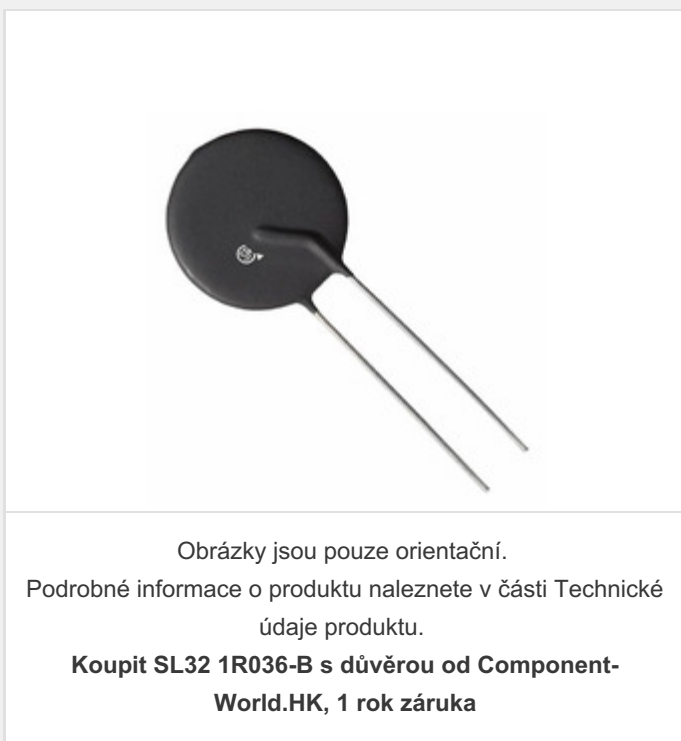 Obrázky jsou pouze orientační.
Podrobné informace o produktu naleznete v části Technické
údaje produktu.
Koupit SL32 1R036-B s důvěrou od Component-
World.HK, 1 rok záruka